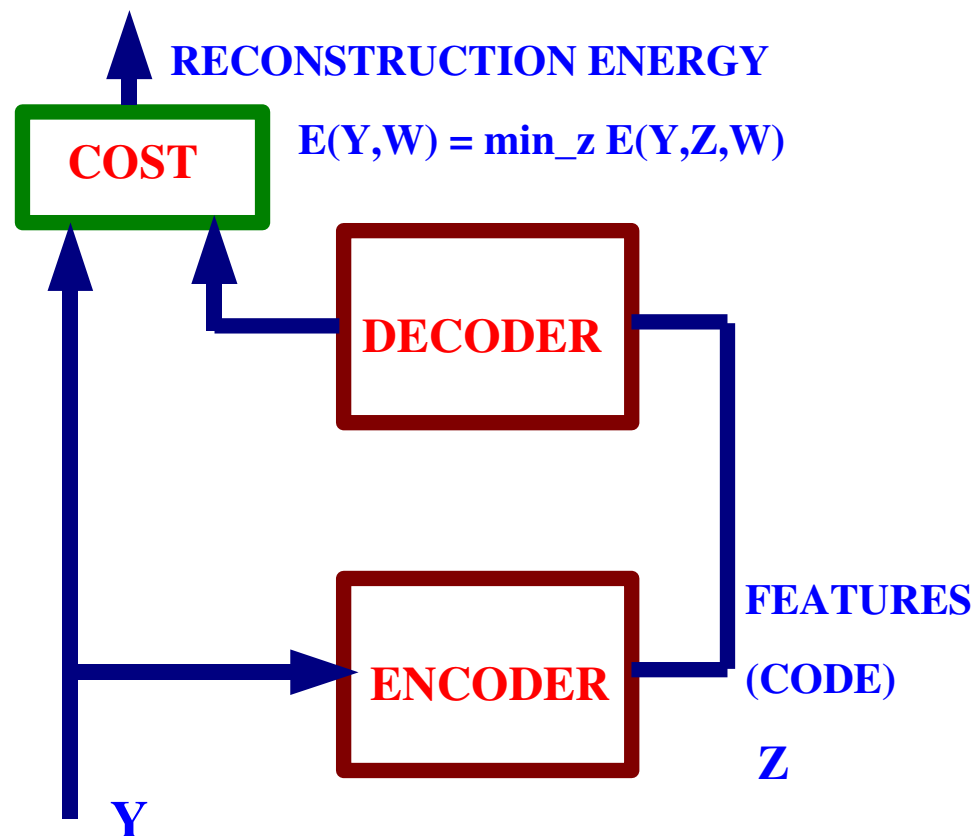 RECONSTRUCTION ENERGY
E(Y,W) = min_z E(Y,Z,W)
COST
DECODER
FEATURES
(CODE)
ENCODER
Z
Y